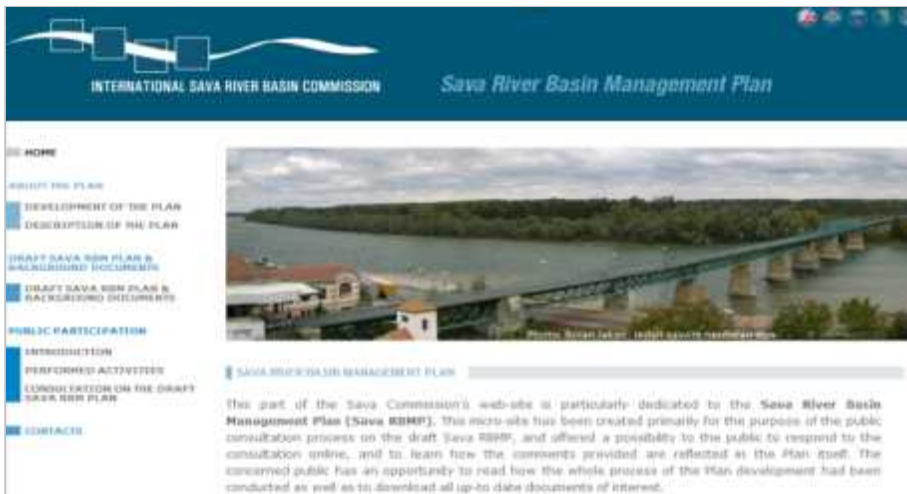 INTERNATIONAL SAVA RIVER BASIN COMMISSION
Sava River Basin Management Plan
HOME
ABOUT THE PLAN
DEVELOPMENT OF THE PLAN
DESCRIPTION OF THE PLAN
DRAFT SAVA RBM PLAN &
BACKGROUND DOCUMENTS
DRAFT SAVA RBM PLAN &
BACKGROUND DOCUMENTS
PUBLIC PARTICIPATION
INTRODUCTION
PERFORMED ACTIVITIES
CONSULTATION ON THE DRAFT
SAVA RBM PLAN
CONTACTS
Photo:
SAVA RIVER BASIN MANAGEMENT PLAN
This part of the Sava Commission's web-site is particularly dedicated to the Sava River Basin
Management Plan (Sava RBMP). This micro-site has been created primarily for the purpose of the public
consultation process on the draft Sava RBMP, and offered a possibility to the public to respond to the
consultation online, and to learn how the comments provided are reflected in the Plan itself. The
concerned public has an opportunity to read how the whole process of the Plan development had been
conducted as well as to download all up-to date documents of interest.